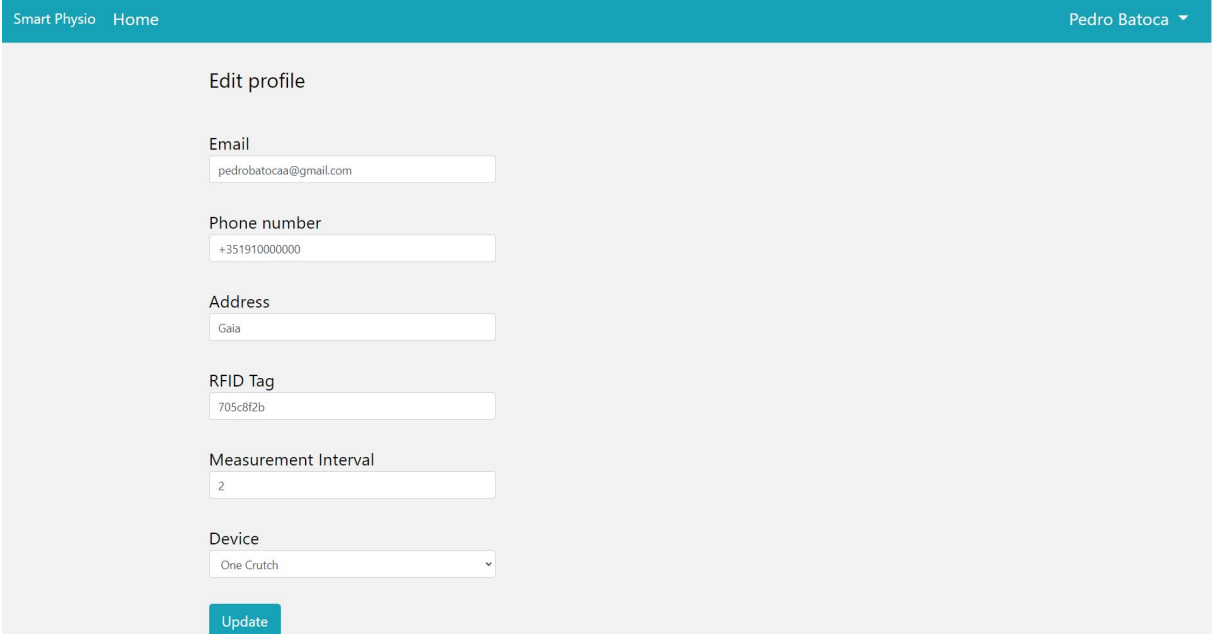 Smart Physio Home Pedro Batoca
Edit profile
Email
pedrobatocaa@gmail.com
Phone number
+351910000000
Address
Gaia
RFID Tag
705c8f2b
Measurement Interval
2
Device
One Crutch
Update